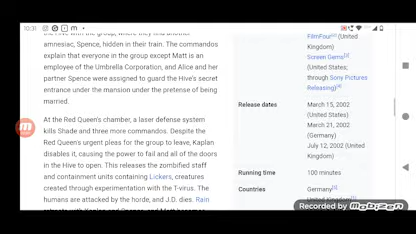 10:31
the Hive with the group, where they find another
amnesiac, Spence, hidden in their train. The commandos
explain that everyone in the group except Matt is an
employee of the Umbrella Corporation, and Alice and her
partner Spence were assigned to guard the Hive's secret
entrance under the mansion under the pretense of being
married.
At the Red Queen's chamber, a laser defense system
kills Shade and three more commandos. Despite the
Red Queen's urgent pleas for the group to leave, Kaplan
disables it, causing the power to fail and all of the doors
in the Hive to open. This releases the zombified staff
and containment units containing Lickers, creatures
created through experimentation with the T-virus. The
humans are attacked by the horde, and J.D. dies. Rain
FilmFour (United
Kingdom)
Screen Gems
(United States;
through Sony Pictures
Releasing)
Release dates
March 15, 2002
(United States)
March 21, 2002
(Germany)
July 12, 2002 (United
Kingdom)
Running time
100 minutes
Countries
Germany
Recorded by
Mobizen